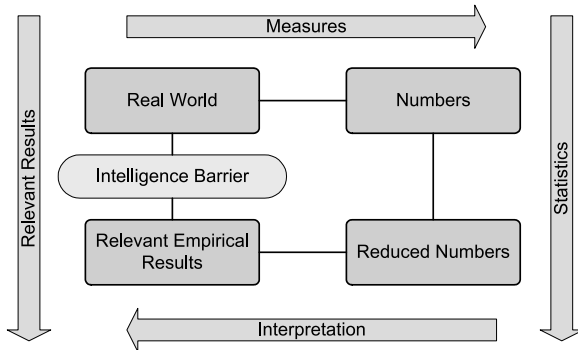 Measures
Real World
Numbers
Relevant Results
Intelligence Barrier
Statistics
Relevant Empirical
Results
Reduced Numbers
Interpretation